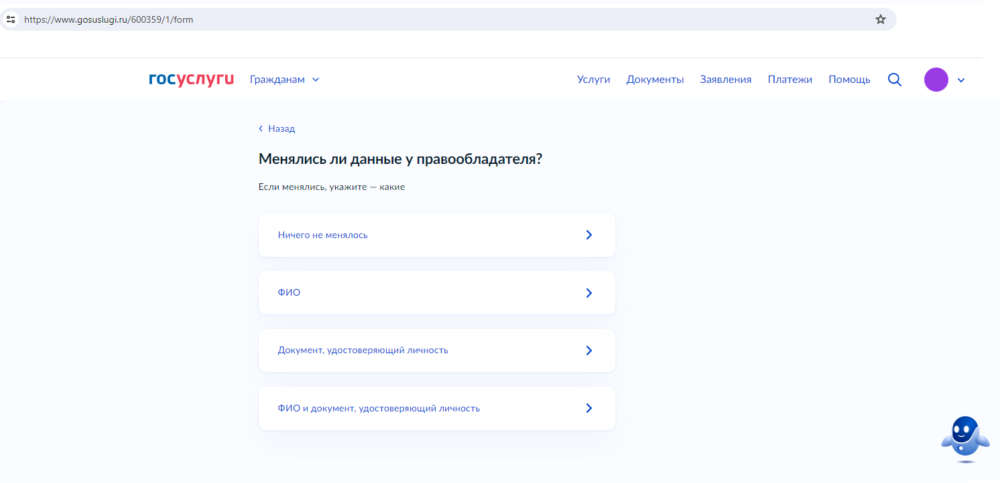 https://www.gosuslugi.ru/600359/1/form
госуслуги Гражданам Услуги Документы Заявления Платежи Помощь
Назад
Менялись ли данные у правообладателя?
Если менялись, укажите — какие
Ничего не менялось
ФИО
Документ, удостоверяющий личность
ФИО и документ, удостоверяющий личность